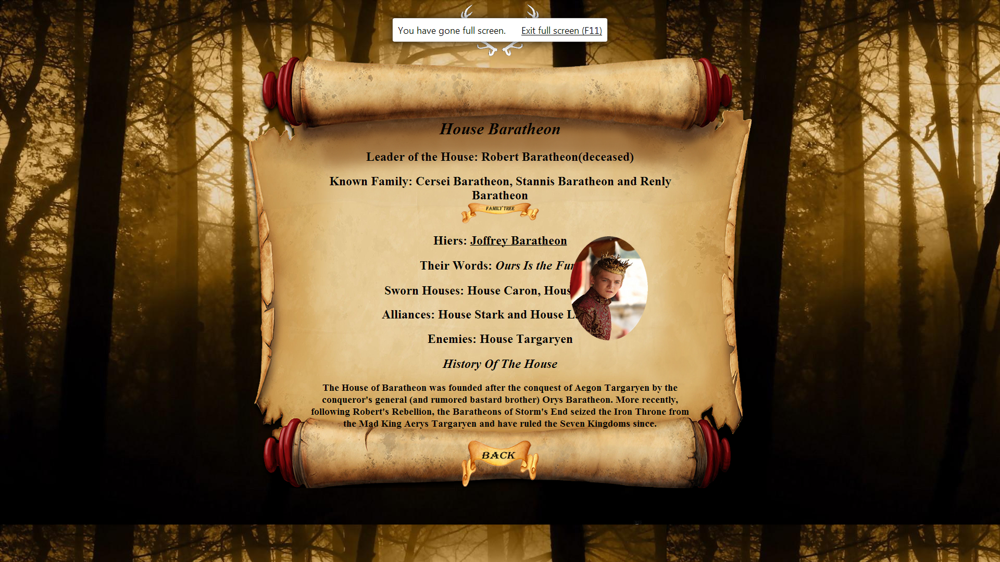 You have gone full screen. Exit full screen (F11)
House Baratheon
Leader of the House: Robert Baratheon(deceased)
Known Family: Cersei Baratheon, Stannis Baratheon and Renly
Baratheon
FAMILY TREE
Hiers: Joffrey Baratheon
Their Words: Ours Is the
Sworn Houses: House Caron,
Alliances: House Stark and House
Enemies: House Targaryen
History Of The House
The House of Baratheon was founded after the conquest of Aegon Targaryen by the
conqueror's general (and rumored bastard brother) Orys Baratheon. More recently,
following Robert's Rebellion, the Baratheons of Storm's End seized the Iron Throne from
the Mad King Aerys Targaryen and have ruled the Seven Kingdoms since.
BACK